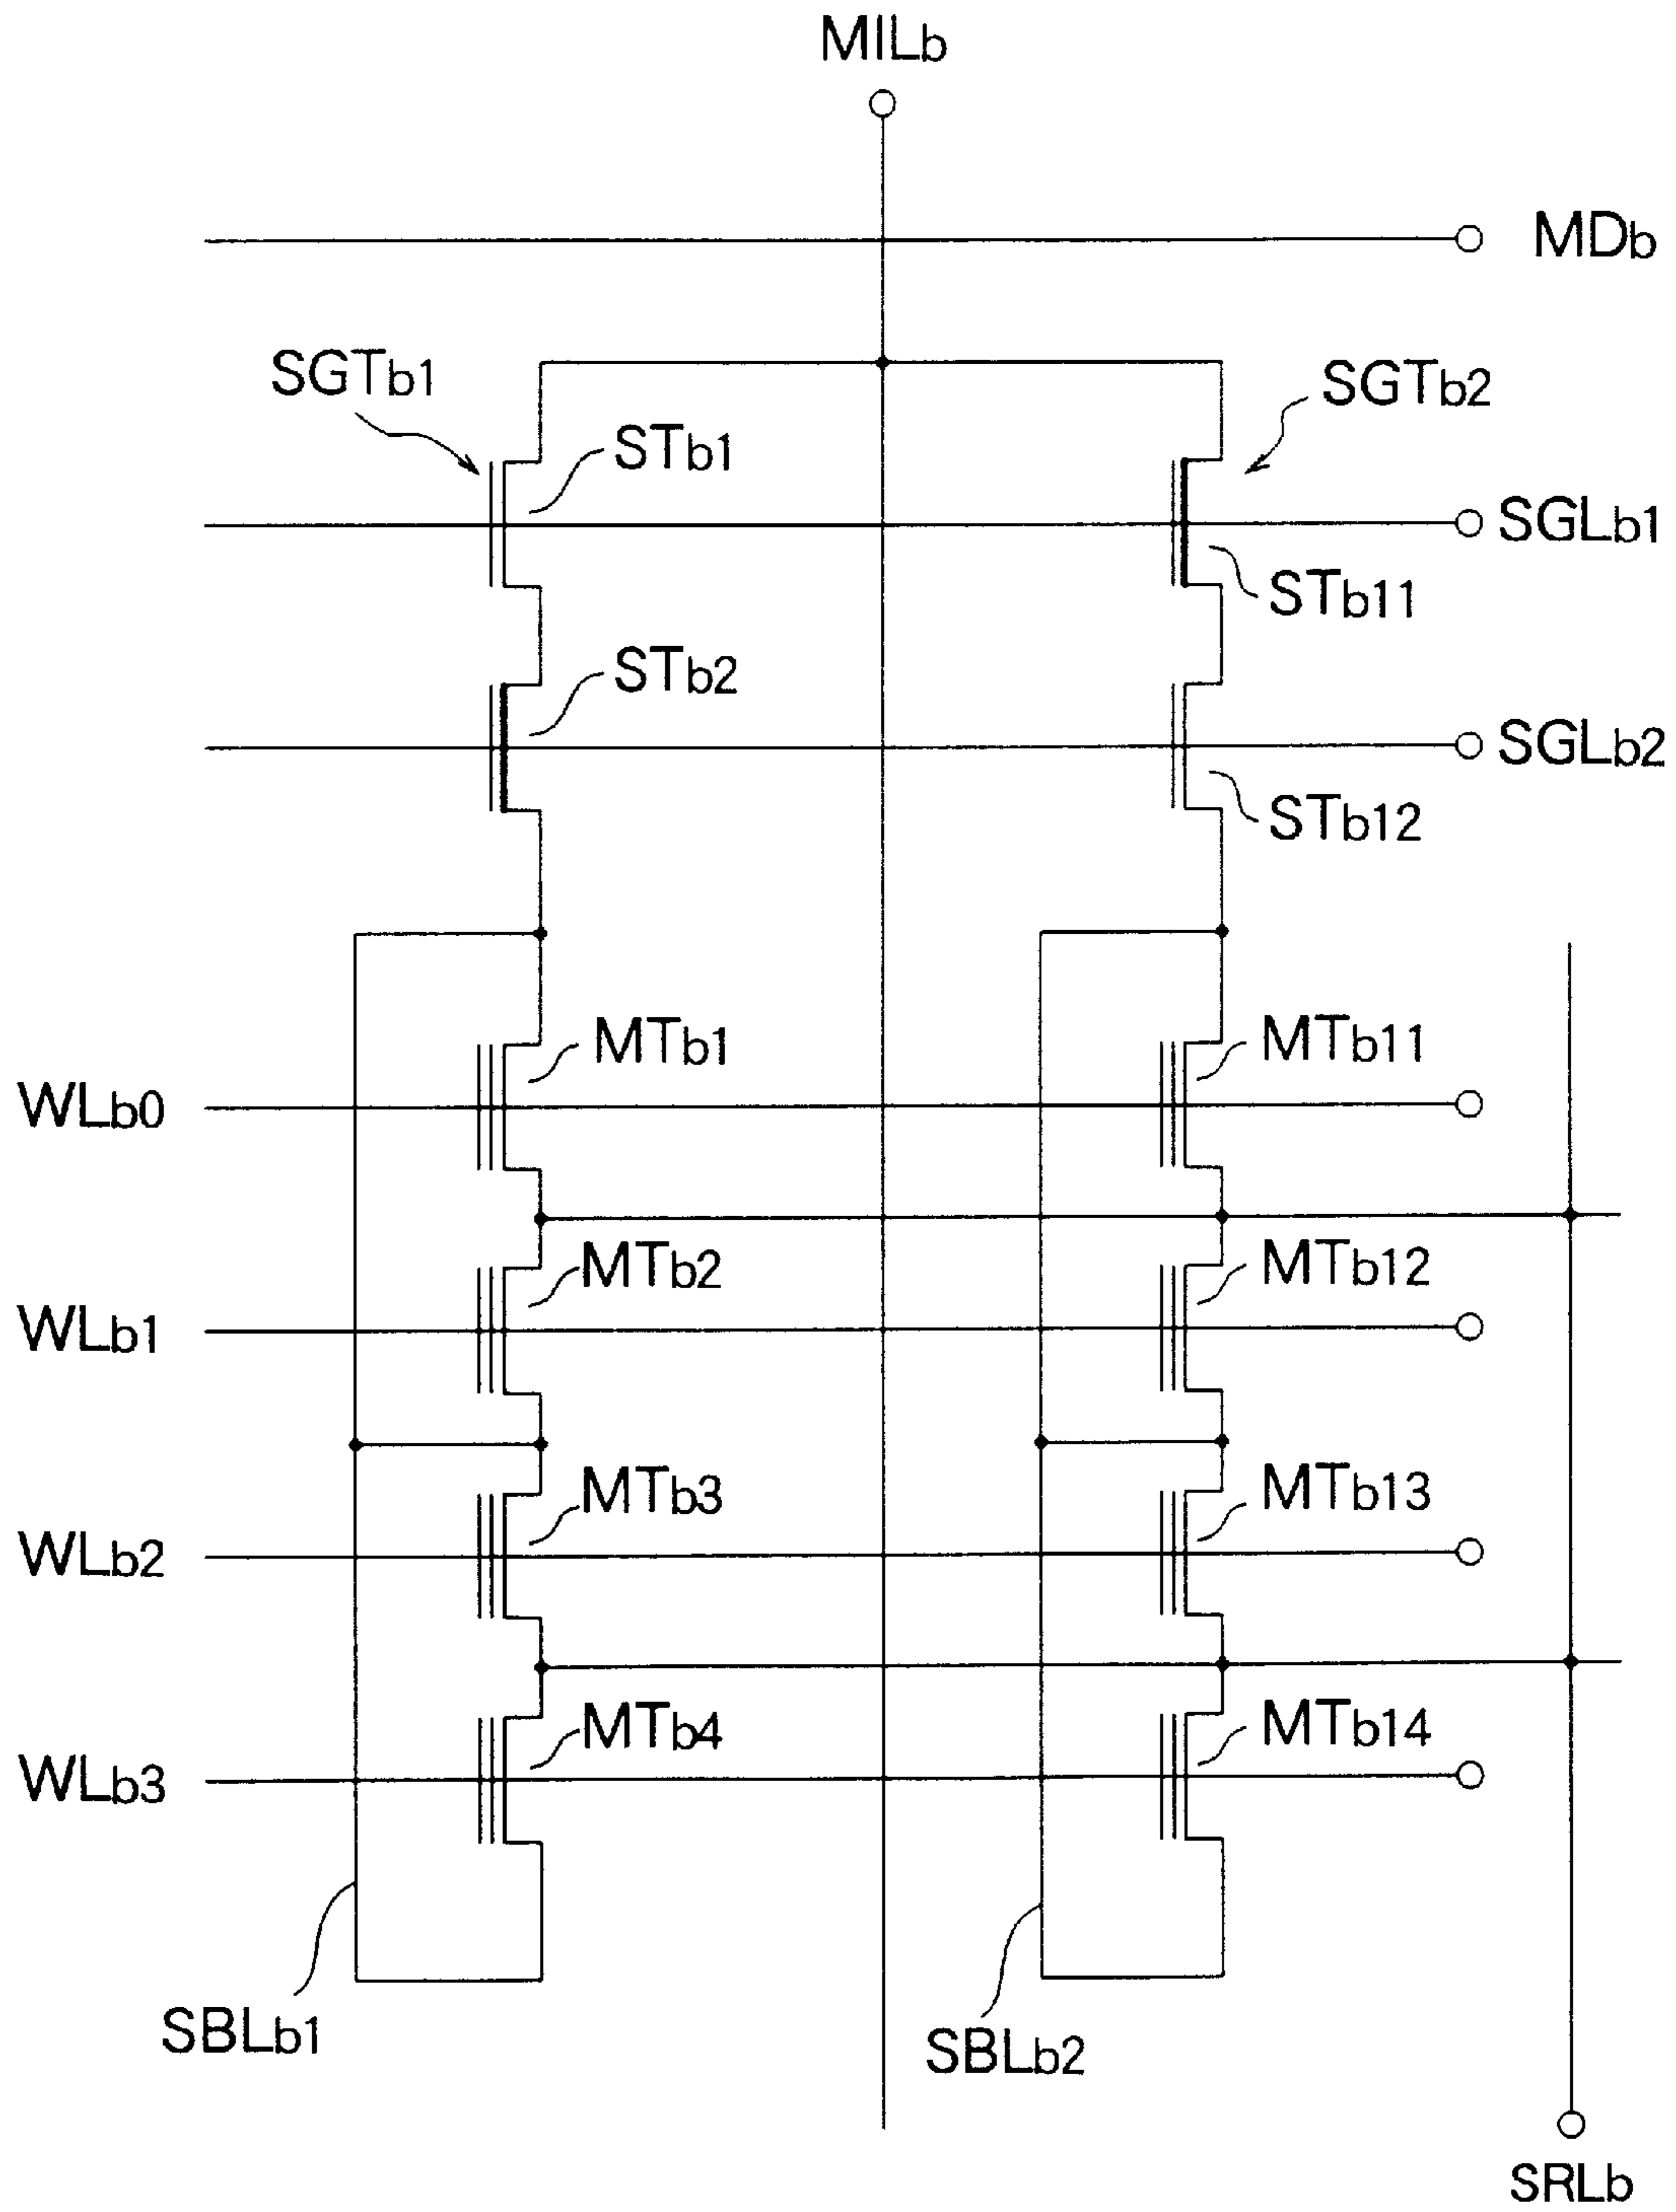 MILb
MDb
SGTb1
SGTb2
STb1
SGLb1
STb11
STb2
SGLb2
STb12
MTb1
MTb11
WLb0
MTb2
MTb12
WLb1
MTb3
MTb13
WLb2
MTb4
MTb14
WLb3
SBLb1
SBLb2
SRLb